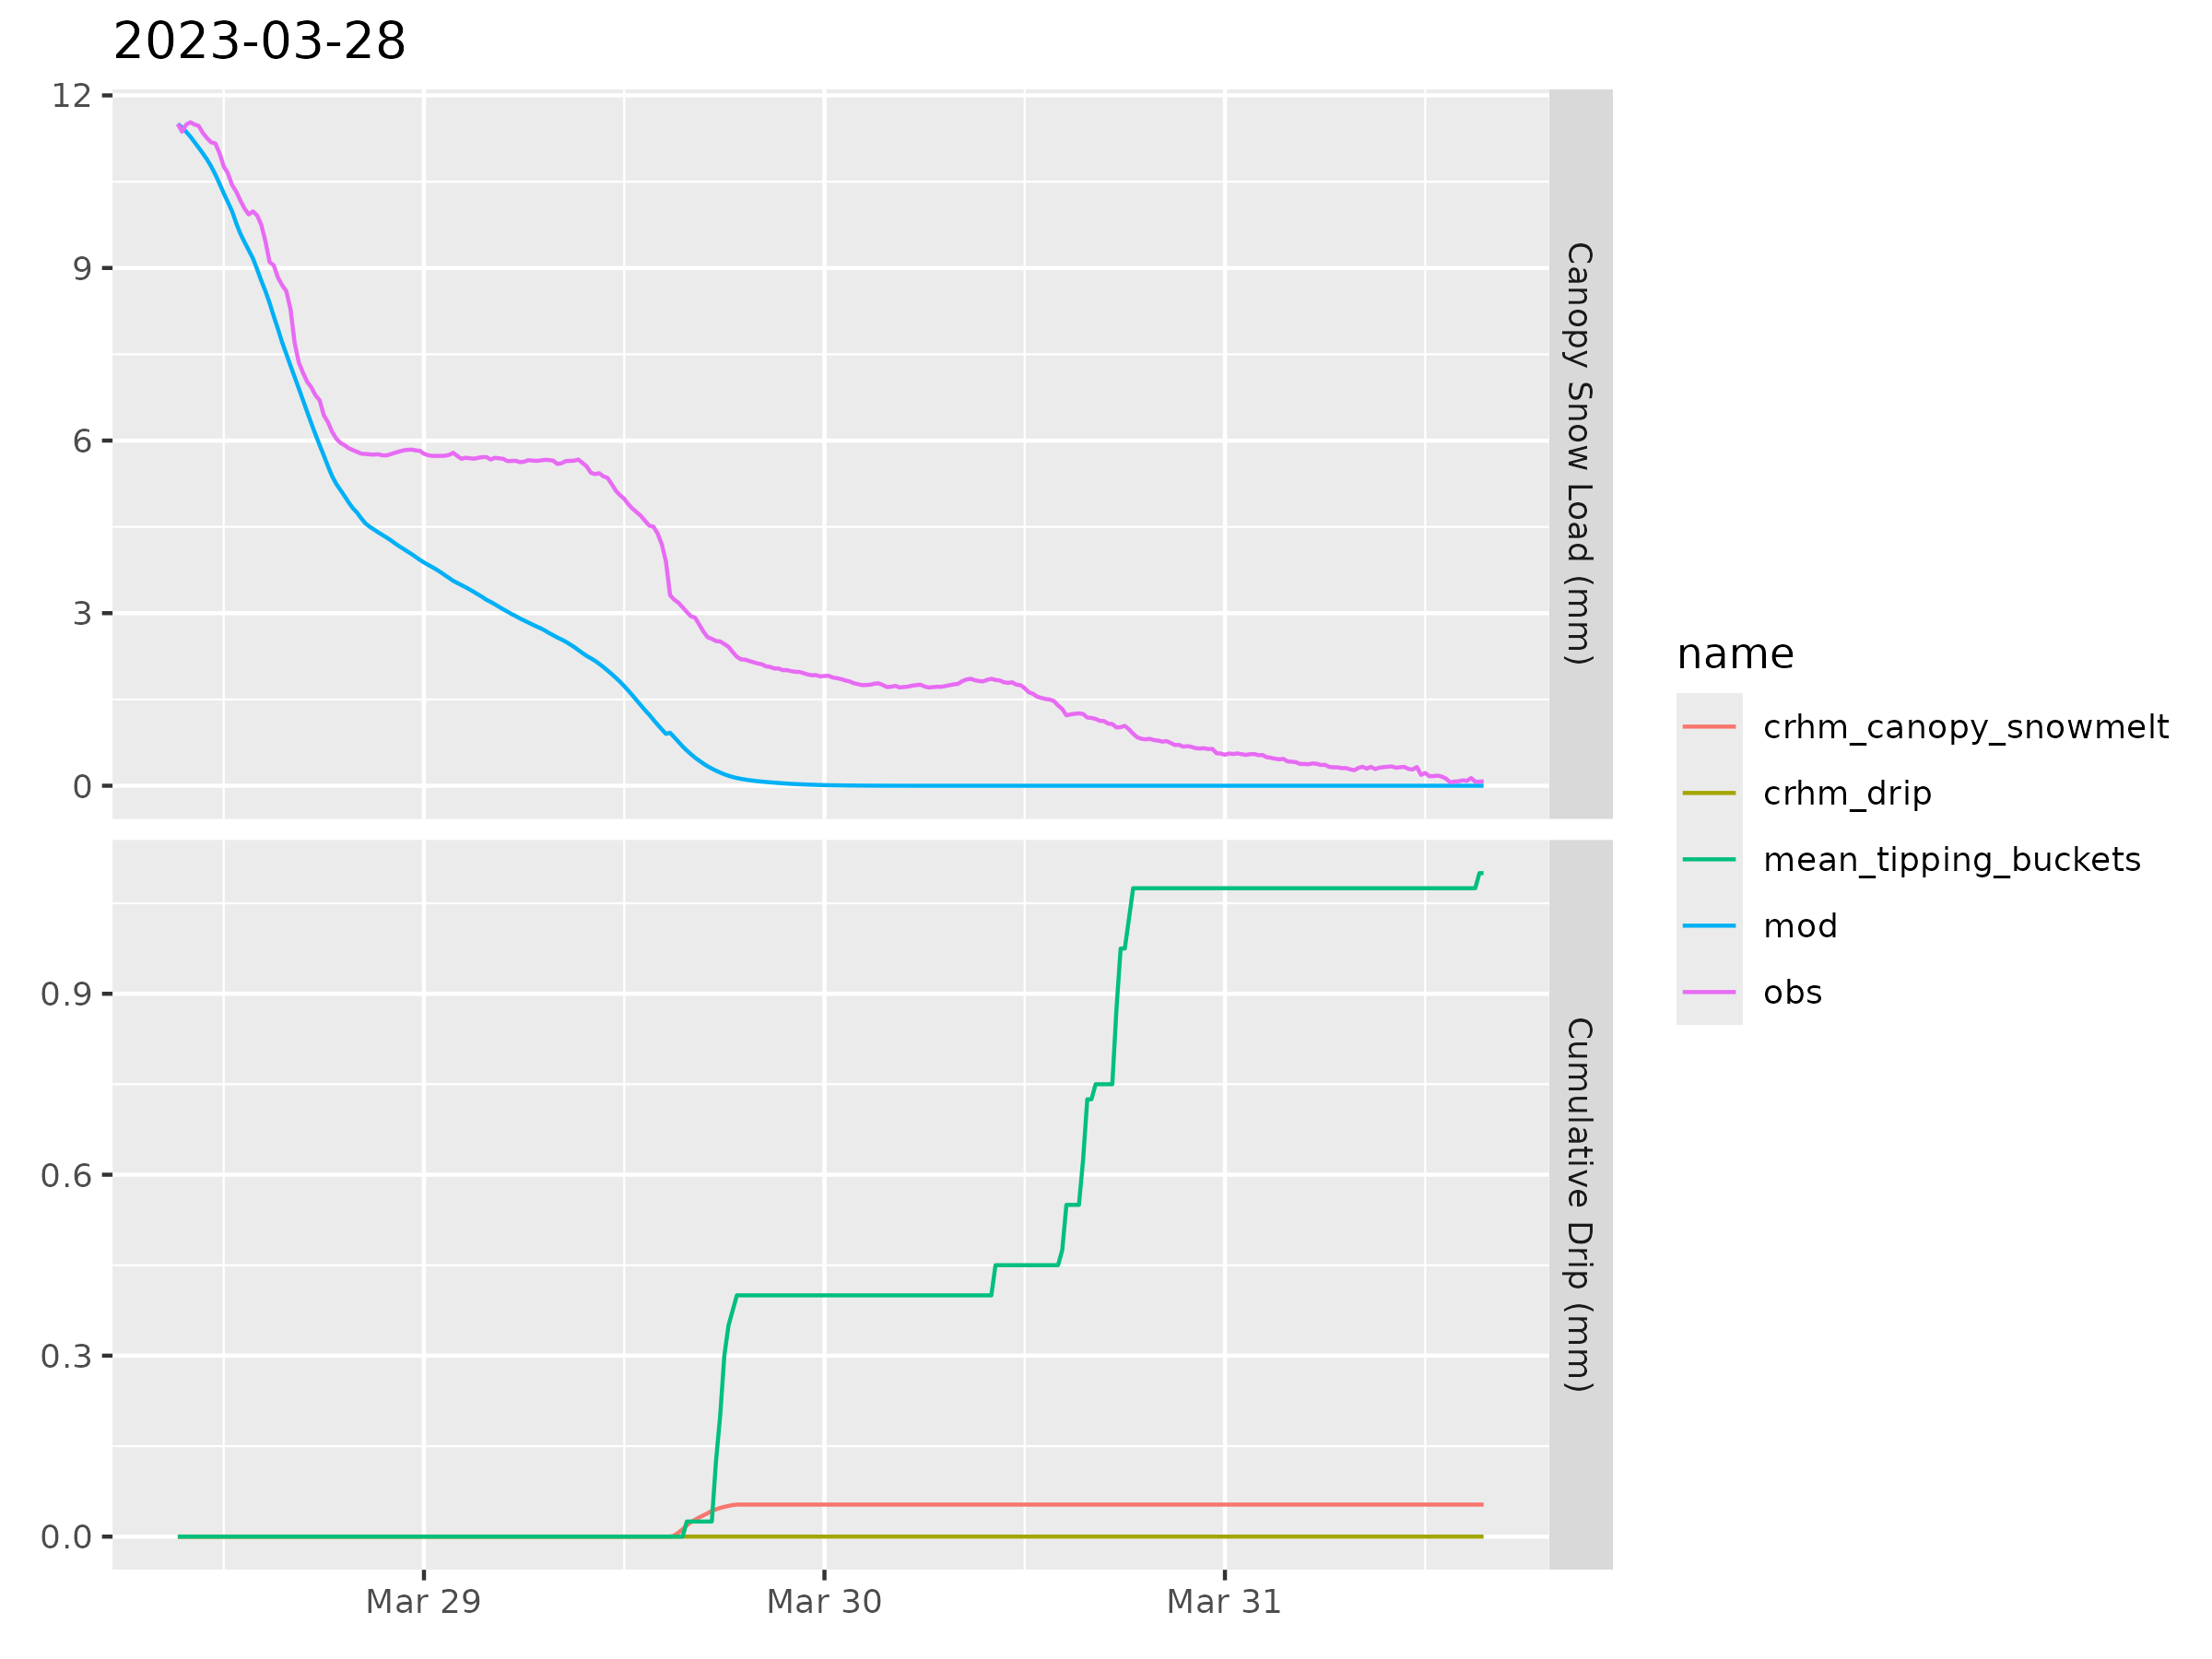 2023-03-28
12
9
6
3
0
Canopy Snow Load (mm)
0.9
0.6
0.3
0.0
Cumulative Drip (mm)
Mar 29
Mar 30
Mar 31
name
crhm_canopy_snowmelt
crhm_drip
mean_tipping_buckets
mod
obs